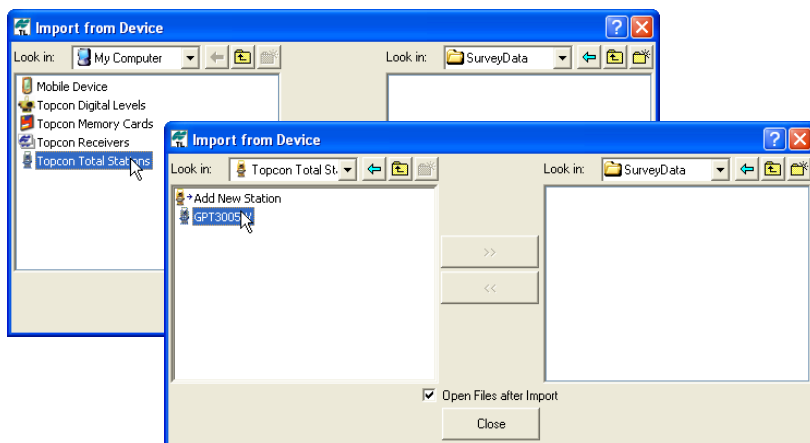 TL Import from Device
Look in: My Computer Look in: SurveyData
Mobile Device
Topcon Digital Levels
Topcon Memory Cards
Topcon Receivers
Topcon Total Stations
TL Import from Device
Look in: Topcon Total St. Look in: SurveyData
Add New Station
GPT3005
>>
<<
Open Files after Import
Close